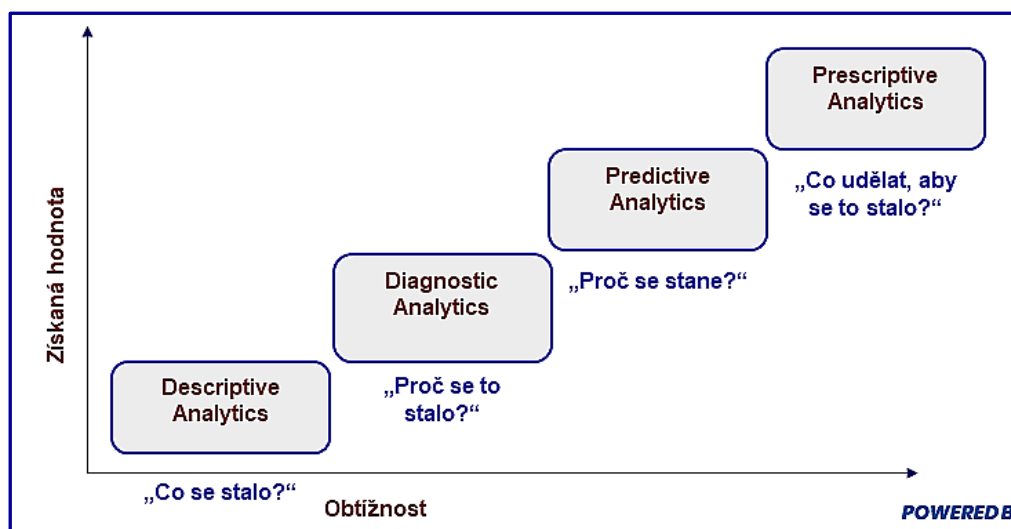 Prescriptive
Analytics
„Co udělat, aby
se to stalo?“
Predictive
Analytics
„Proč se stane?“
Diagnostic
Analytics
„Proč se to
stalo?“
Descriptive
Analytics
„Co se stalo?“
Získaná hodnota
Obtížnost
POWERED B